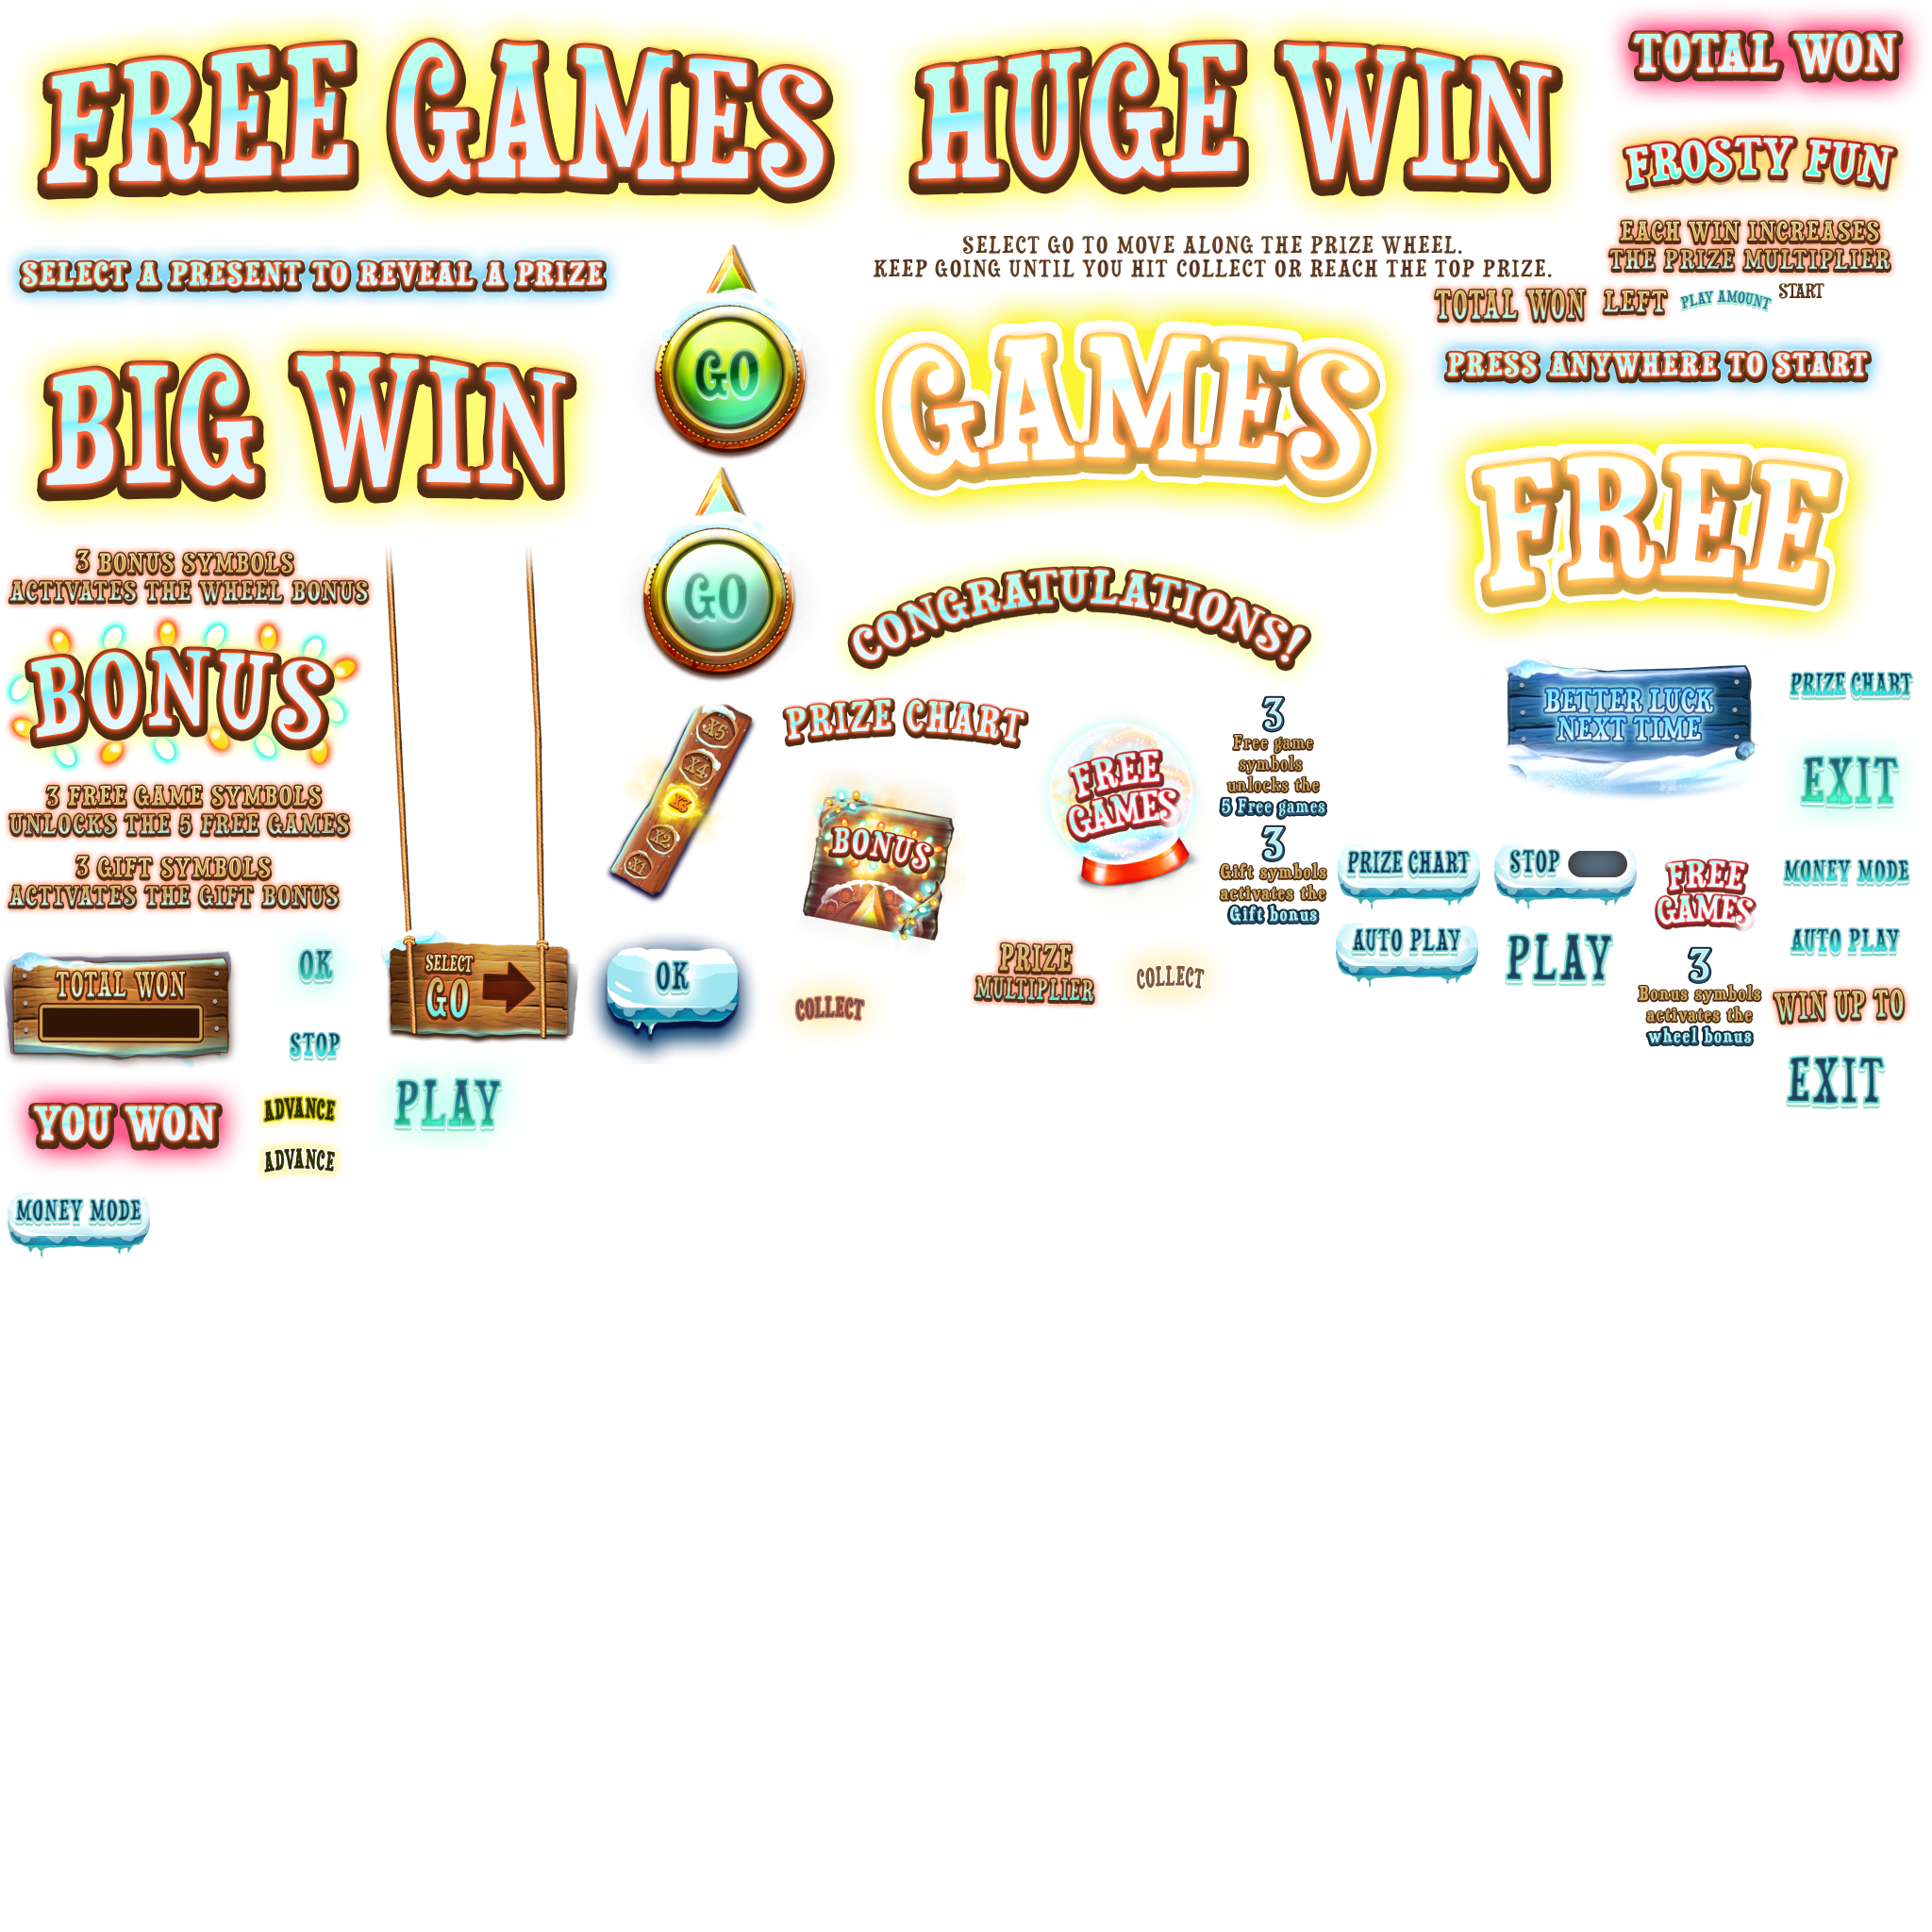 FREE GAMES
HUGE WIN
TOTAL WON
FROSTY FUN
EACH WIN INCREASES
THE PRIZE MULTIPLIER
SELECT A PRESENT TO REVEAL A PRIZE
GO
SELECT GO TO MOVE ALONG THE PRIZE WHEEL.
KEEP GOING UNTIL YOU HIT COLLECT OR REACH THE TOP PRIZE.
TOTAL WON
LEFT
PLAY AMOUNT
START
PRESS ANYWHERE TO START
BIG WIN
GAMES
FREE
GO
CONGRATULATIONS!
3 BONUS SYMBOLS
ACTIVATES THE WHEEL BONUS
BONUS
3 FREE GAME SYMBOLS
UNLOCKS THE 5 FREE GAMES
3 GIFT SYMBOLS
ACTIVATES THE GIFT BONUS
X5
X4
X3
X2
X1
PRIZE CHART
BONUS
FREE
GAMES
3
Free game
symbols
unlocks the
5 Free games
3
Gift symbols
activates the
Gift bonus
BETTER LUCK
NEXT TIME
PRIZE CHART
EXIT
PRIZE CHART
STOP
FREE
GAMES
MONEY MODE
AUTO PLAY
PLAY
AUTO PLAY
3
Bonus symbols
activates the
wheel bonus
WIN UP TO
EXIT
TOTAL WON
OK
STOP
SELECT
GO
OK
COLLECT
PRIZE
MULTIPLIER
COLLECT
PLAY
YOU WON
ADVANCE
ADVANCE
MONEY MODE